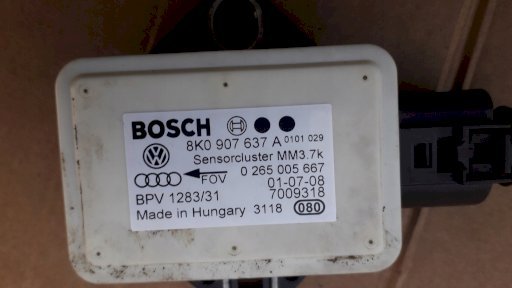 BOSCH
8K0 907 637 A 0101 029
Sensorcluster MM3.7k
FOV 0 265 005 667
01-07-08
BPV 1283/31 7009318
Made in Hungary 3118 080